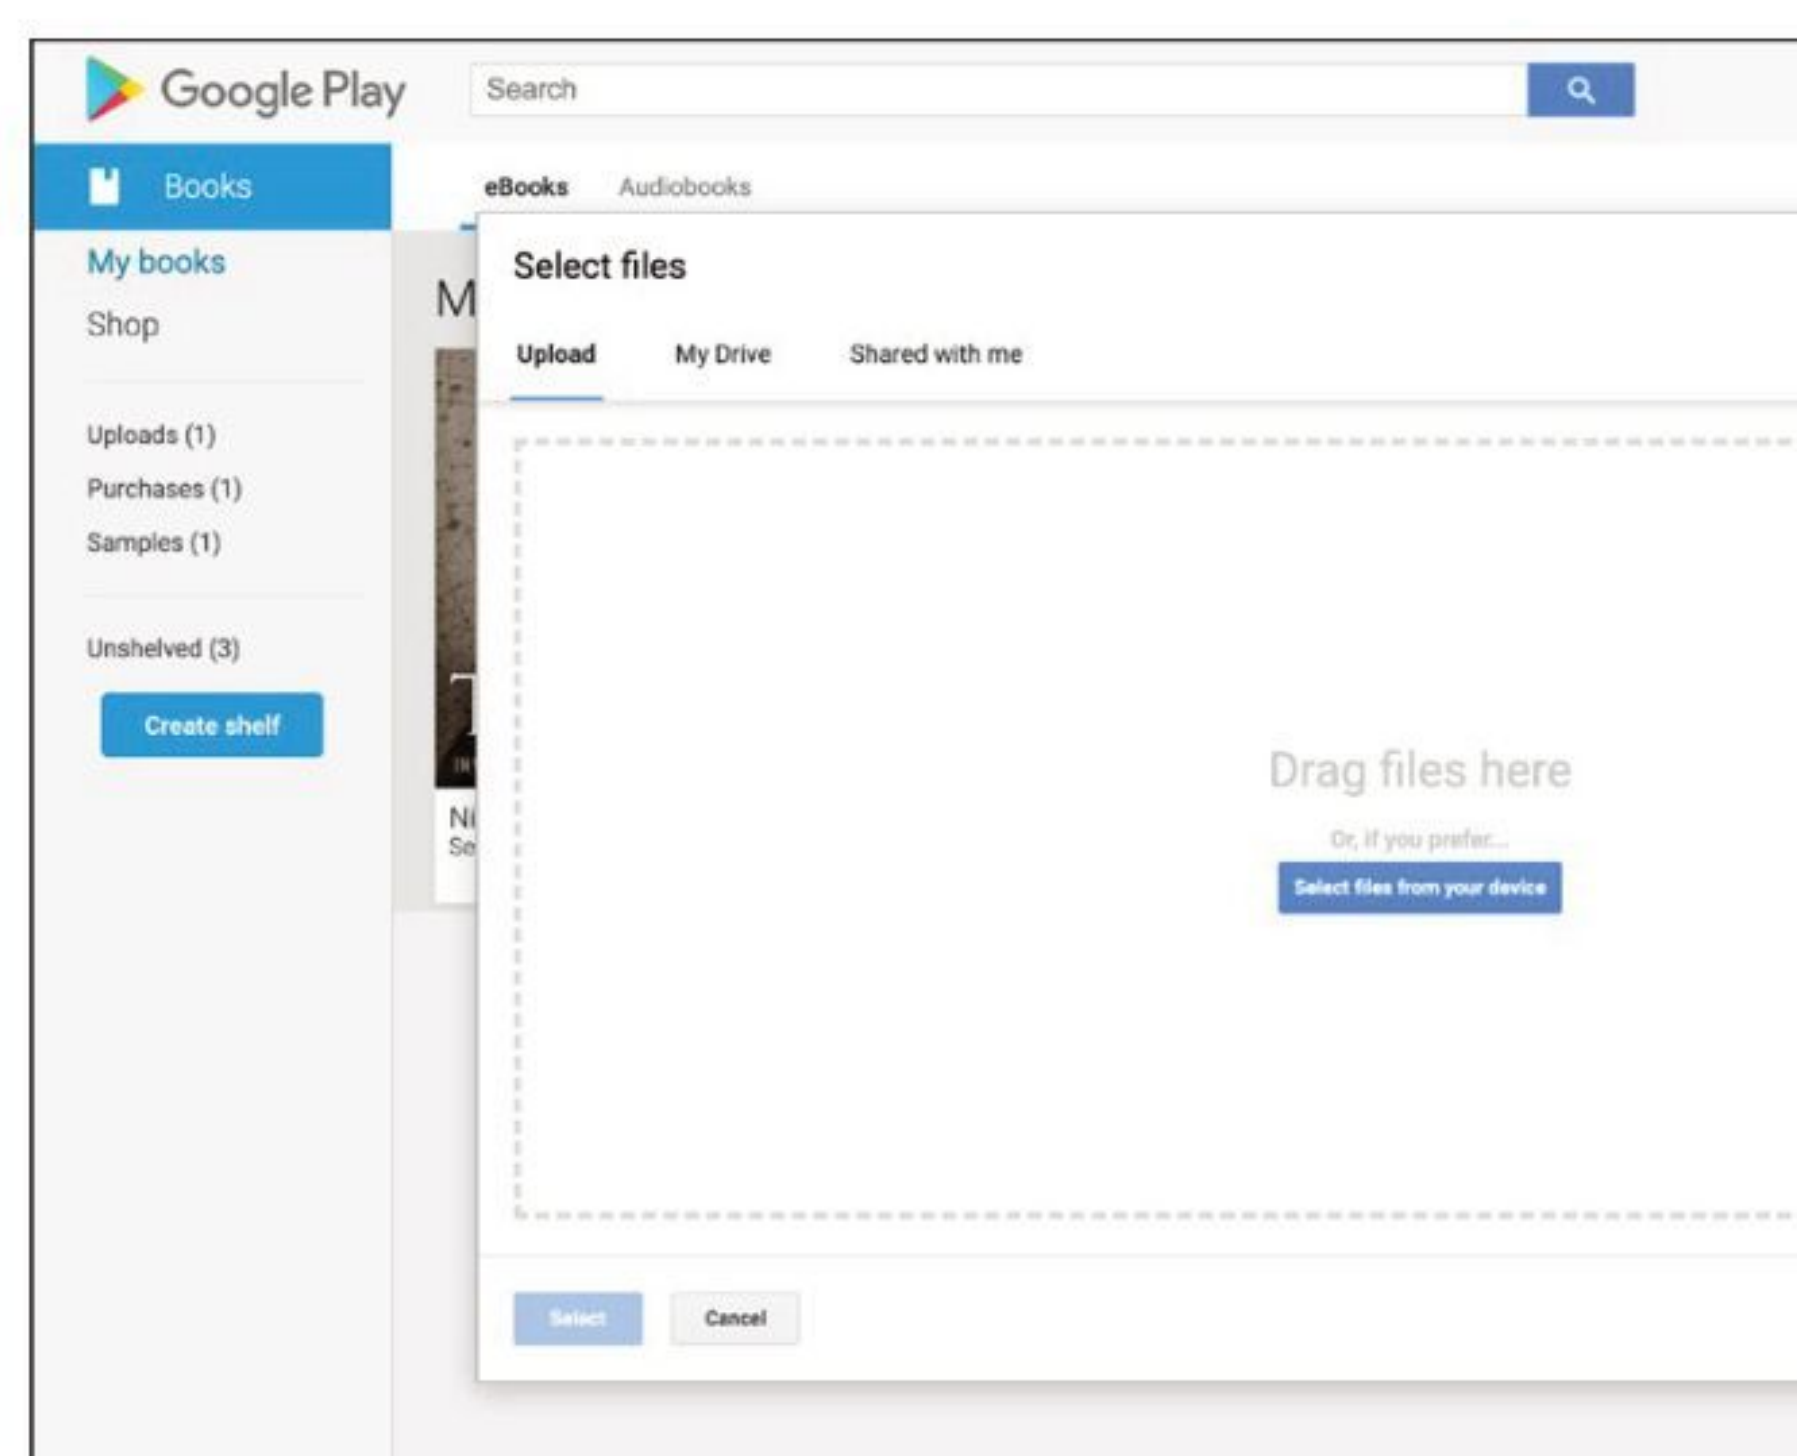 Google Play
Search
Books
eBooks Audiobooks
My books
Shop
Uploads (1)
Purchases (1)
Samples (1)
Unshelved (3)
Create shelf
M
T
Ni
Se
Select files
Upload My Drive Shared with me
Drag files here
Or, if you prefer...
Select files from your device
Select Cancel